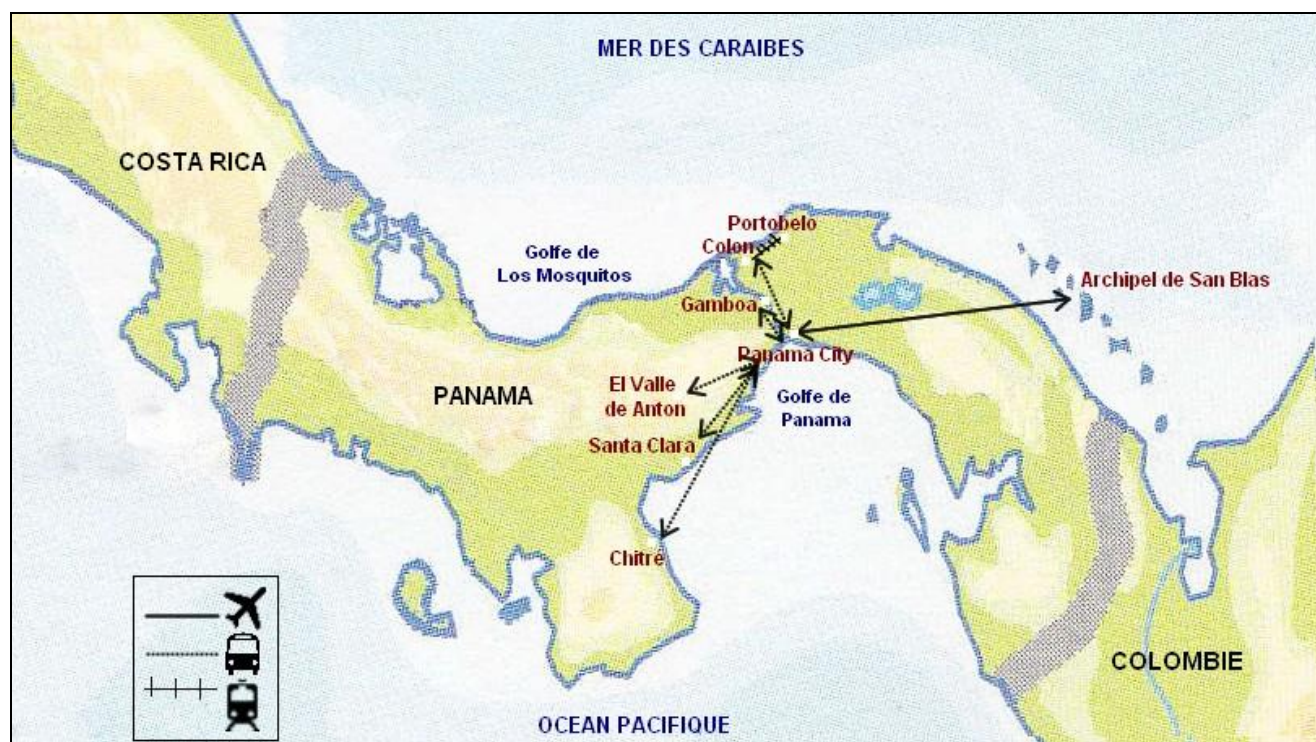 MER DES CARAIBES
COSTA RICA
Portobelo
Colon
Golfe de
Los Mosquitos
Archipel de San Blas
Gamboa
Panama City
El Valle
de Anton
PANAMA
Golfe de
Panama
Santa Clara
Chitré
COLOMBIE
OCEAN PACIFIQUE